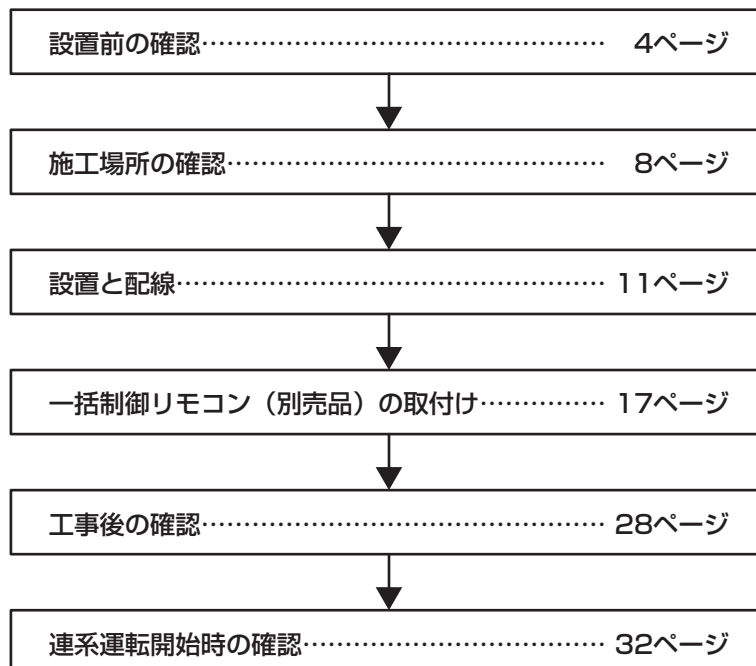 設置前の確認……………………………………………… 4ページ
施工場所の確認…………………………………………… 8ページ
設置と配線………………………………………………… 11ページ
一括制御リモコン（別売品）の取付け…………… 17ページ
工事後の確認……………………………………………… 28ページ
連系運転開始時の確認………………………………… 32ページ